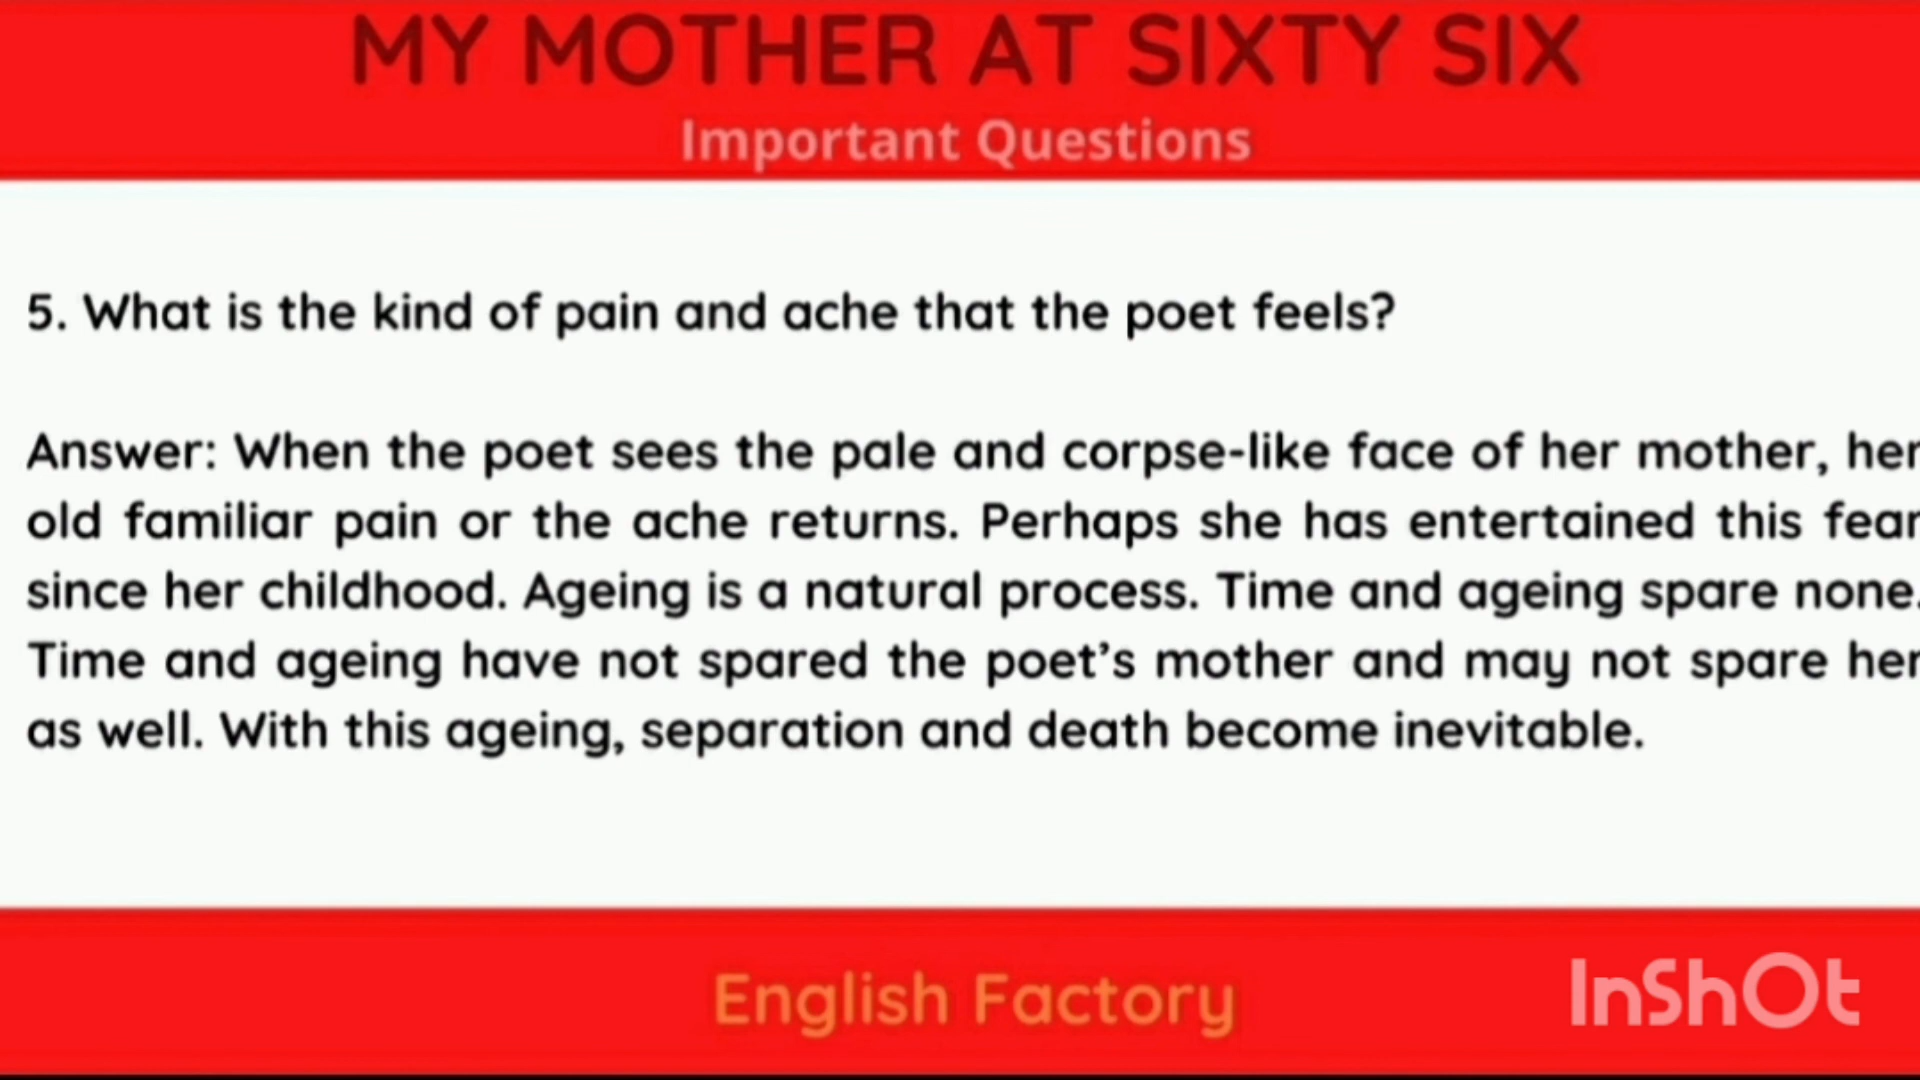 MY MOTHER AT SIXTY SIX
Important Questions
5. What is the kind of pain and ache that the poet feels?
Answer: When the poet sees the pale and corpse-like face of her mother, her
old familiar pain or the ache returns. Perhaps she has entertained this fear
since her childhood. Ageing is a natural process. Time and ageing spare none.
Time and ageing have not spared the poet’s mother and may not spare her
as well. With this ageing, separation and death become inevitable.
English Factory
InShOt